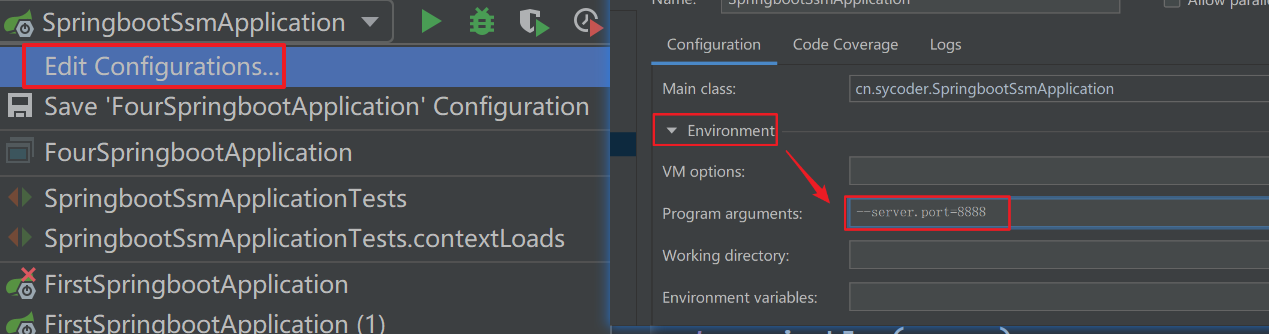 SpringbootSsmApplication
Edit Configurations...
Save 'FourSpringbootApplication' Configuration
FourSpringbootApplication
SpringbootSsmApplicationTests
SpringbootSsmApplicationTests.contextLoads
FirstSpringbootApplication
FirstSpringbootApplication (1)
Name: SpringbootSsmApplication
Allow paralle
Configuration Code Coverage Logs
Main class: cn.sycoder.SpringbootSsmApplication
Environment
VM options:
Program arguments: --server.port=8888
Working directory:
Environment variables: